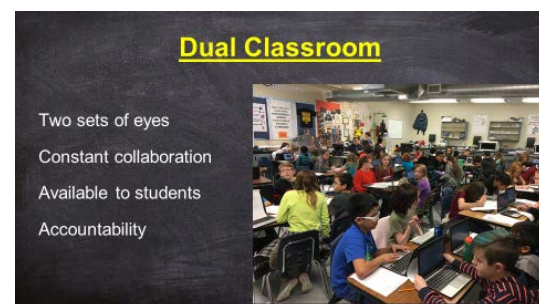 Dual Classroom
Two sets of eyes
Constant collaboration
Available to students
Accountability